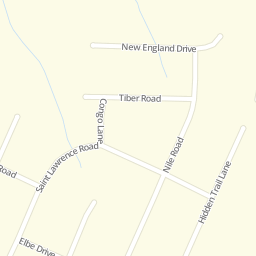 New England Drive
Tiber Road
Congo Lane
Saint Lawrence Road
Nile Road
Hidden Trail Lane
Road
Elbe Drive